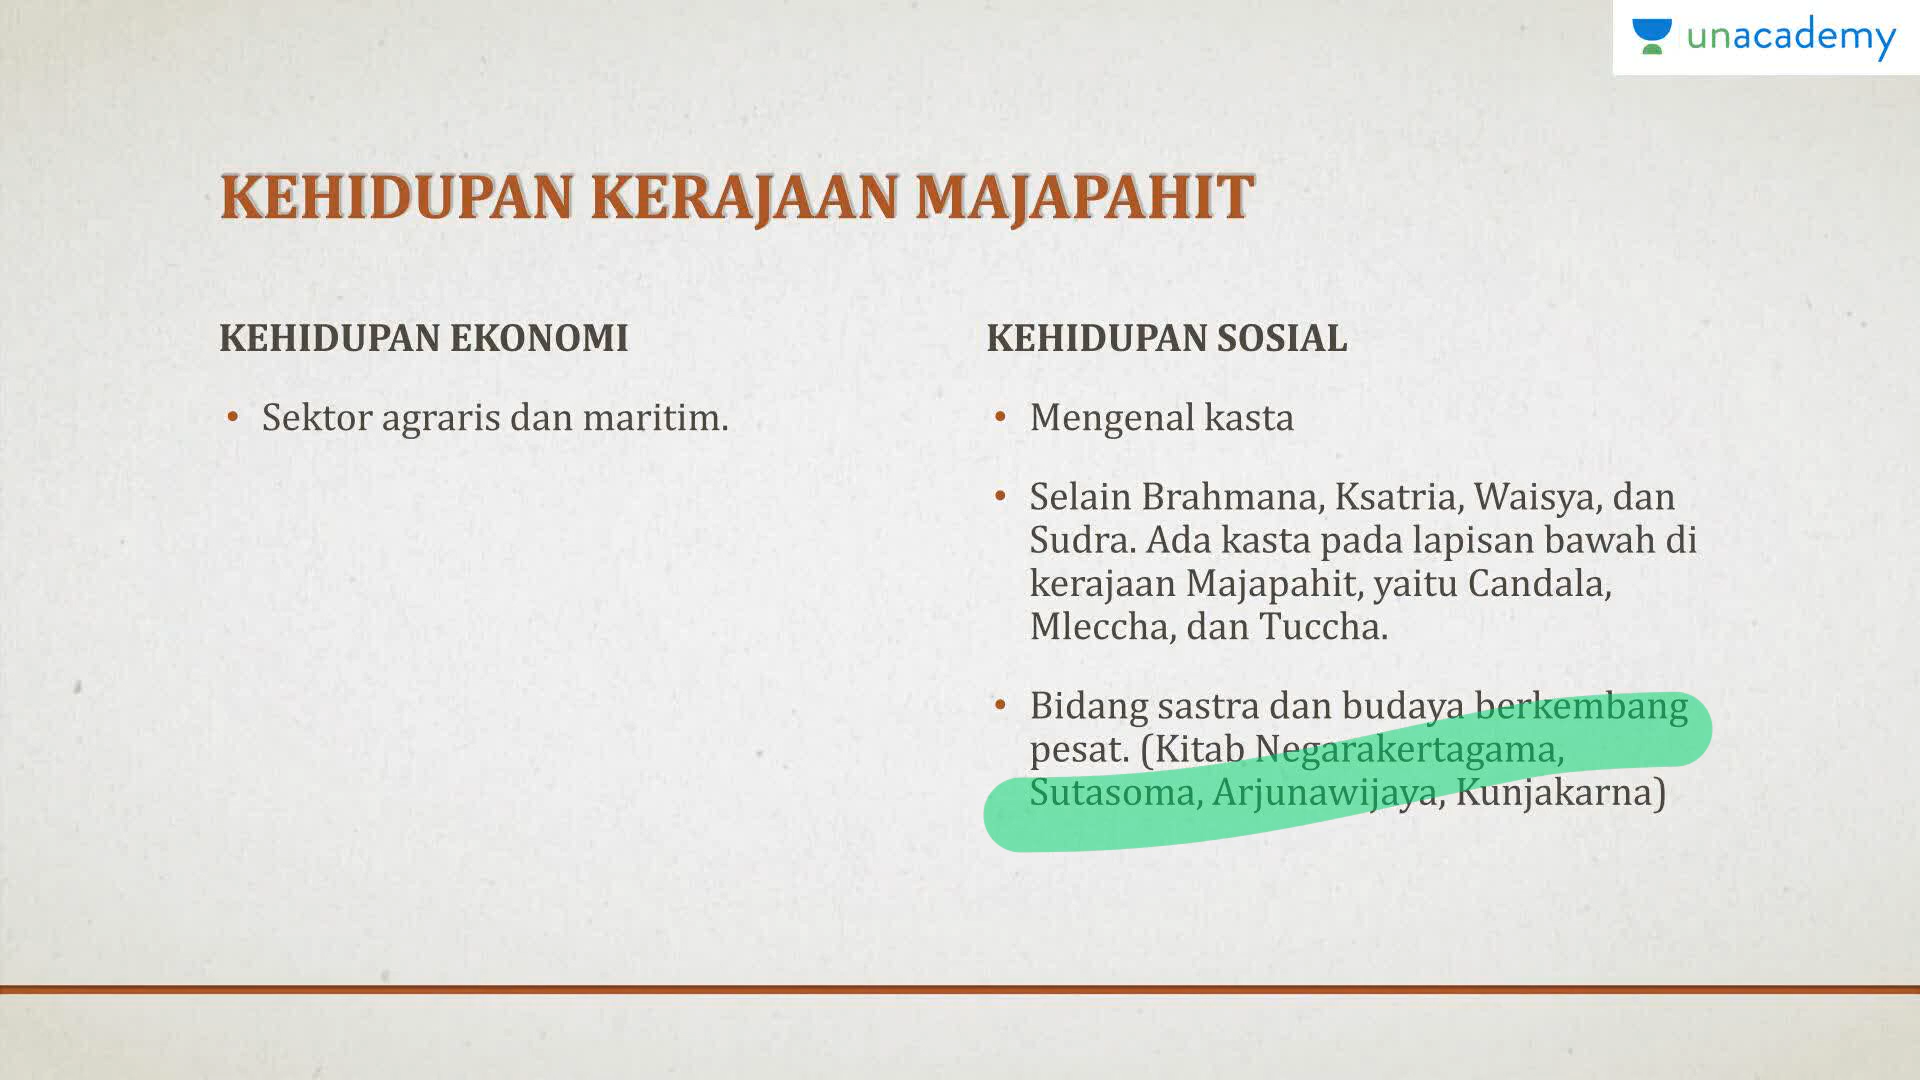 unacademy
KEHIDUPAN KERAJAAN MAJAPAHIT
KEHIDUPAN EKONOMI
• Sektor agraris dan maritim.
KEHIDUPAN SOSIAL
• Mengenal kasta
• Selain Brahmana, Ksatria, Waisya, dan
Sudra. Ada kasta pada lapisan bawah di
kerajaan Majapahit, yaitu Candala,
Mleccha, dan Tuccha.
• Bidang sastra dan budaya berkembang
pesat. (Kitab Negarakertagama,
Sutasoma, Arjunawijaya, Kunjakarna)